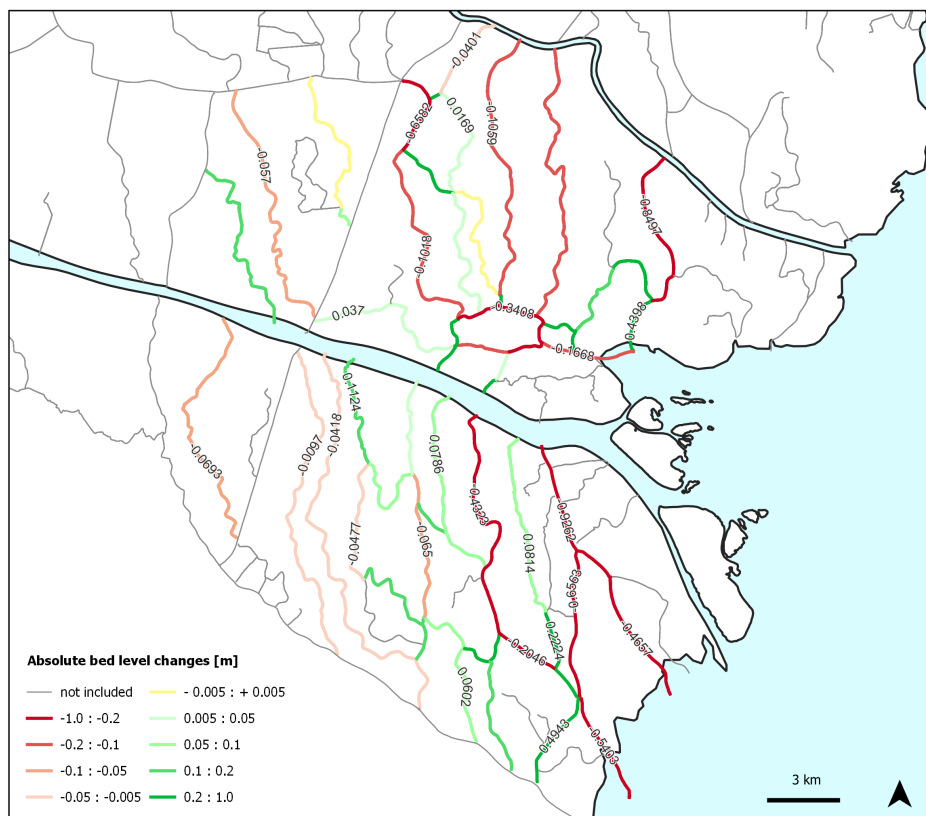 -0.0401
-0.6582
0.0169
-0.1059
-0.057
-0.8497
-0.1018
0.037
-0.3408
0.4398
-0.1668
0.1124
-0.0418
-0.0097
0.0786
-0.0693
-0.4323
-0.9262
-0.0477
-0.065
0.0814
-0.6563
-0.4657
0.2224
-0.2046
0.0602
0.4943
-0.5403
Absolute bed level changes [m]
not included
-1.0 : -0.2
-0.2 : -0.1
-0.1 : -0.05
-0.05 : -0.005
- 0.005 : + 0.005
0.005 : 0.05
0.05 : 0.1
0.1 : 0.2
0.2 : 1.0
3 km